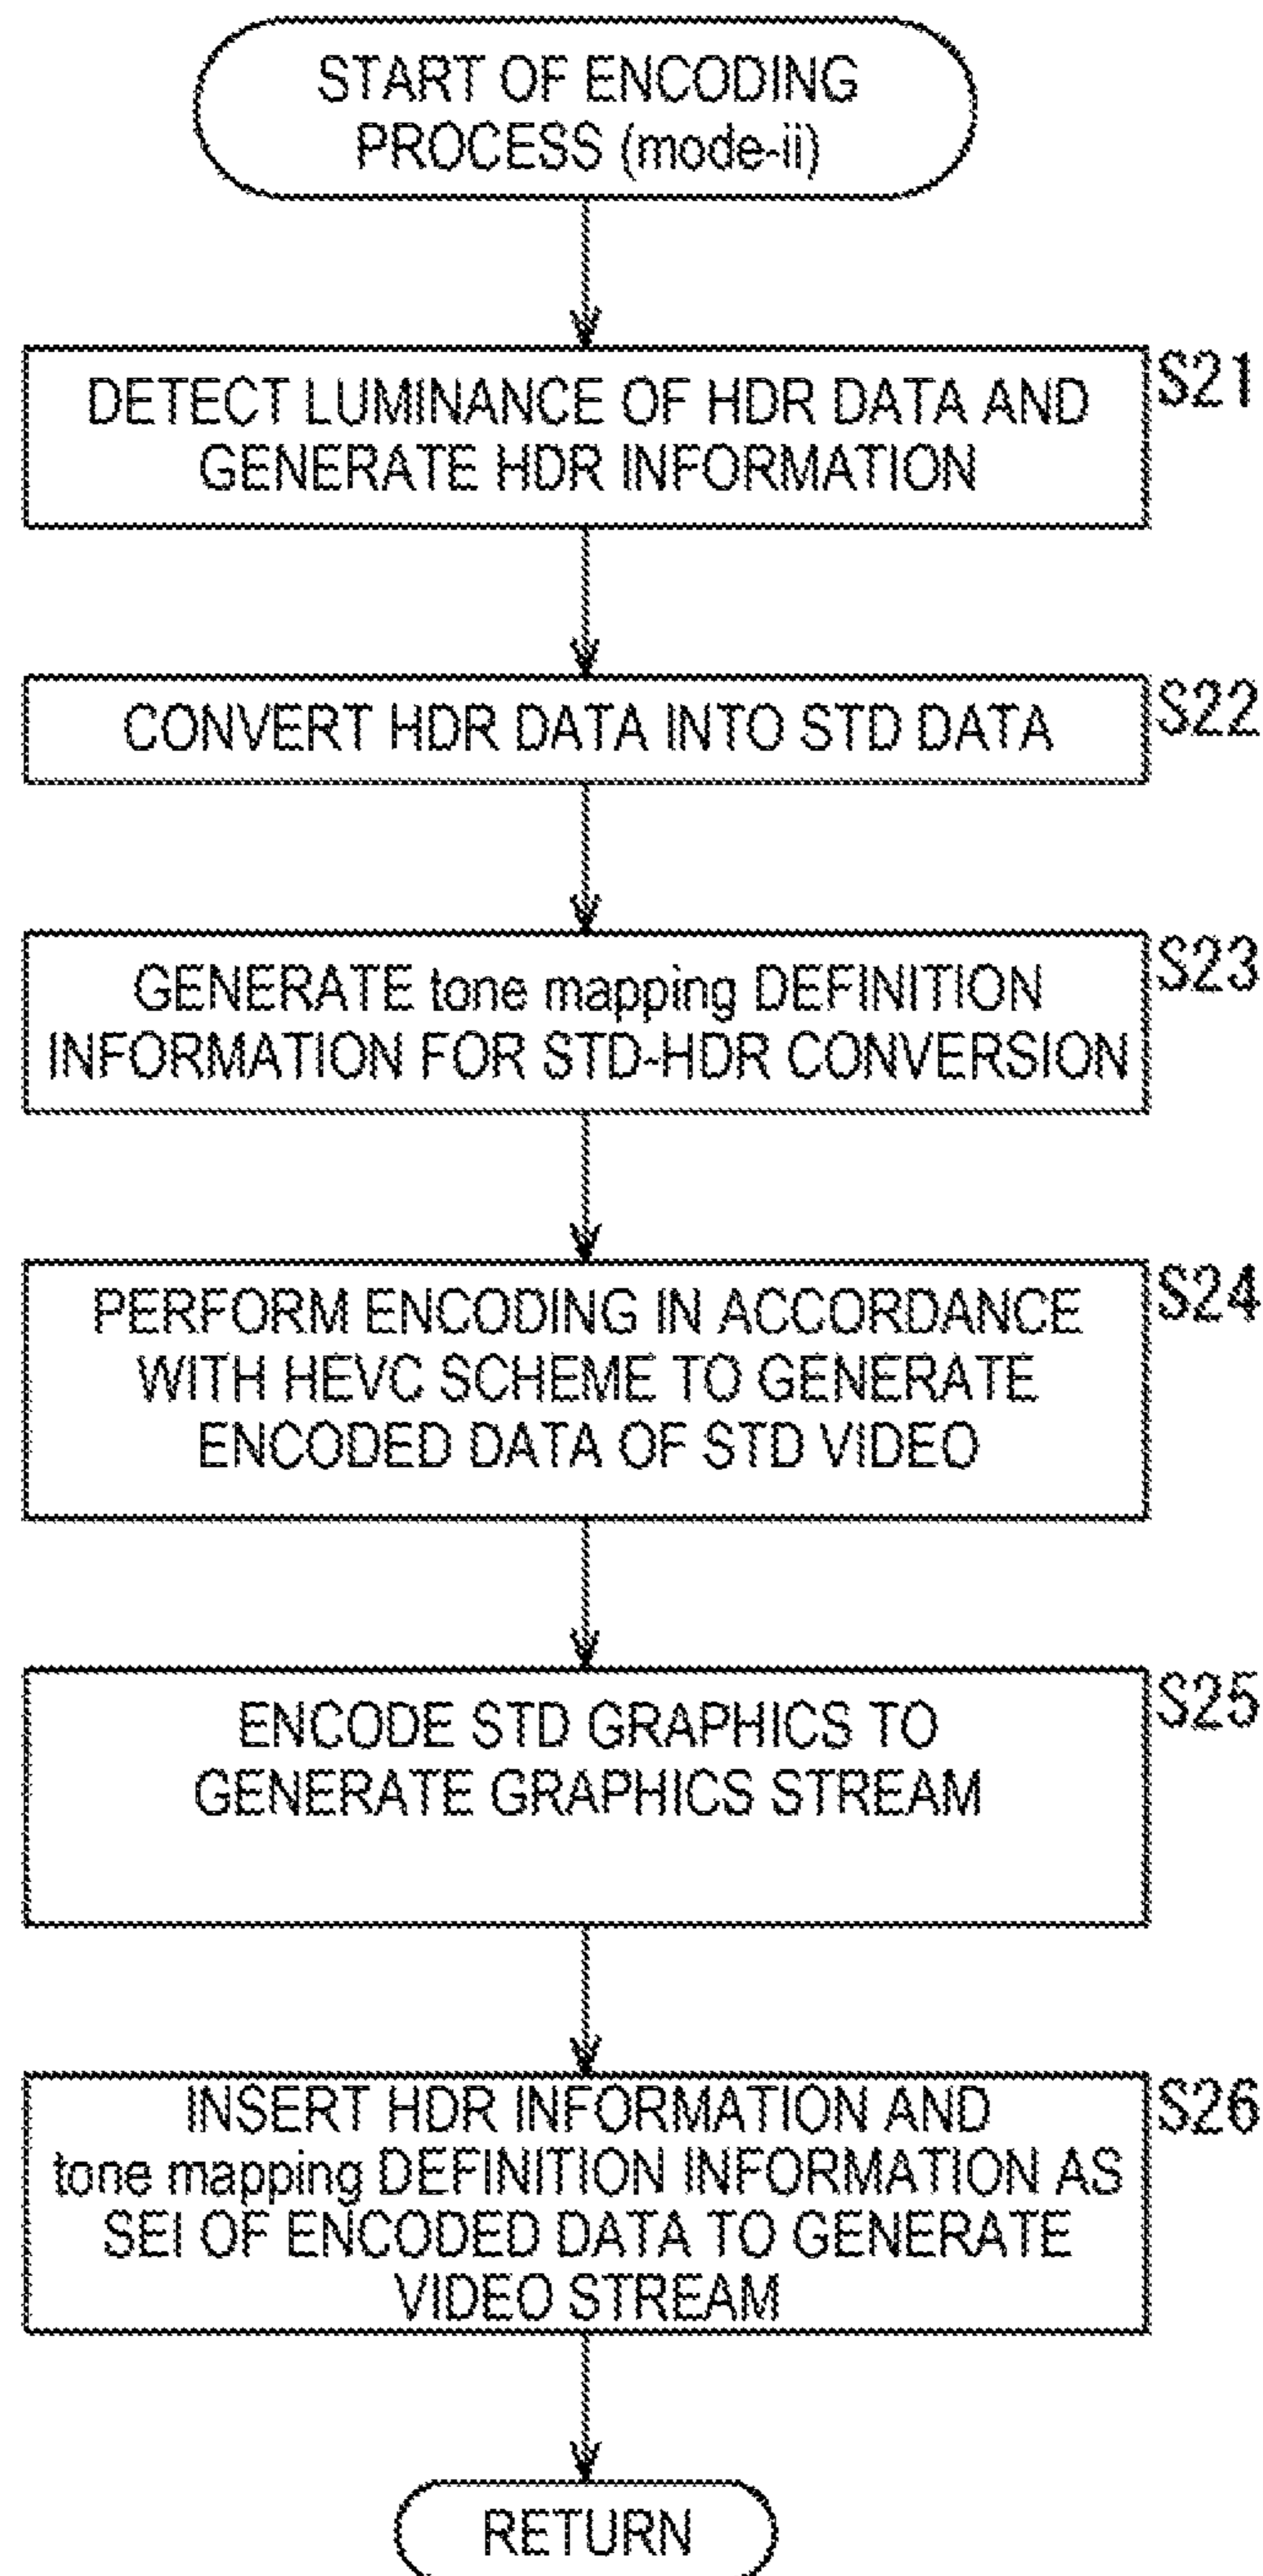 START OF ENCODING
PROCESS (mode-ii)
DETECT LUMINANCE OF HDR DATA AND
GENERATE HDR INFORMATION
S21
CONVERT HDR DATA INTO STD DATA
S22
GENERATE tone mapping DEFINITION
INFORMATION FOR STD-HDR CONVERSION
S23
PERFORM ENCODING IN ACCORDANCE
WITH HEVC SCHEME TO GENERATE
ENCODED DATA OF STD VIDEO
S24
ENCODE STD GRAPHICS TO
GENERATE GRAPHICS STREAM
S25
INSERT HDR INFORMATION AND
tone mapping DEFINITION INFORMATION AS
SEI OF ENCODED DATA TO GENERATE
VIDEO STREAM
S26
RETURN